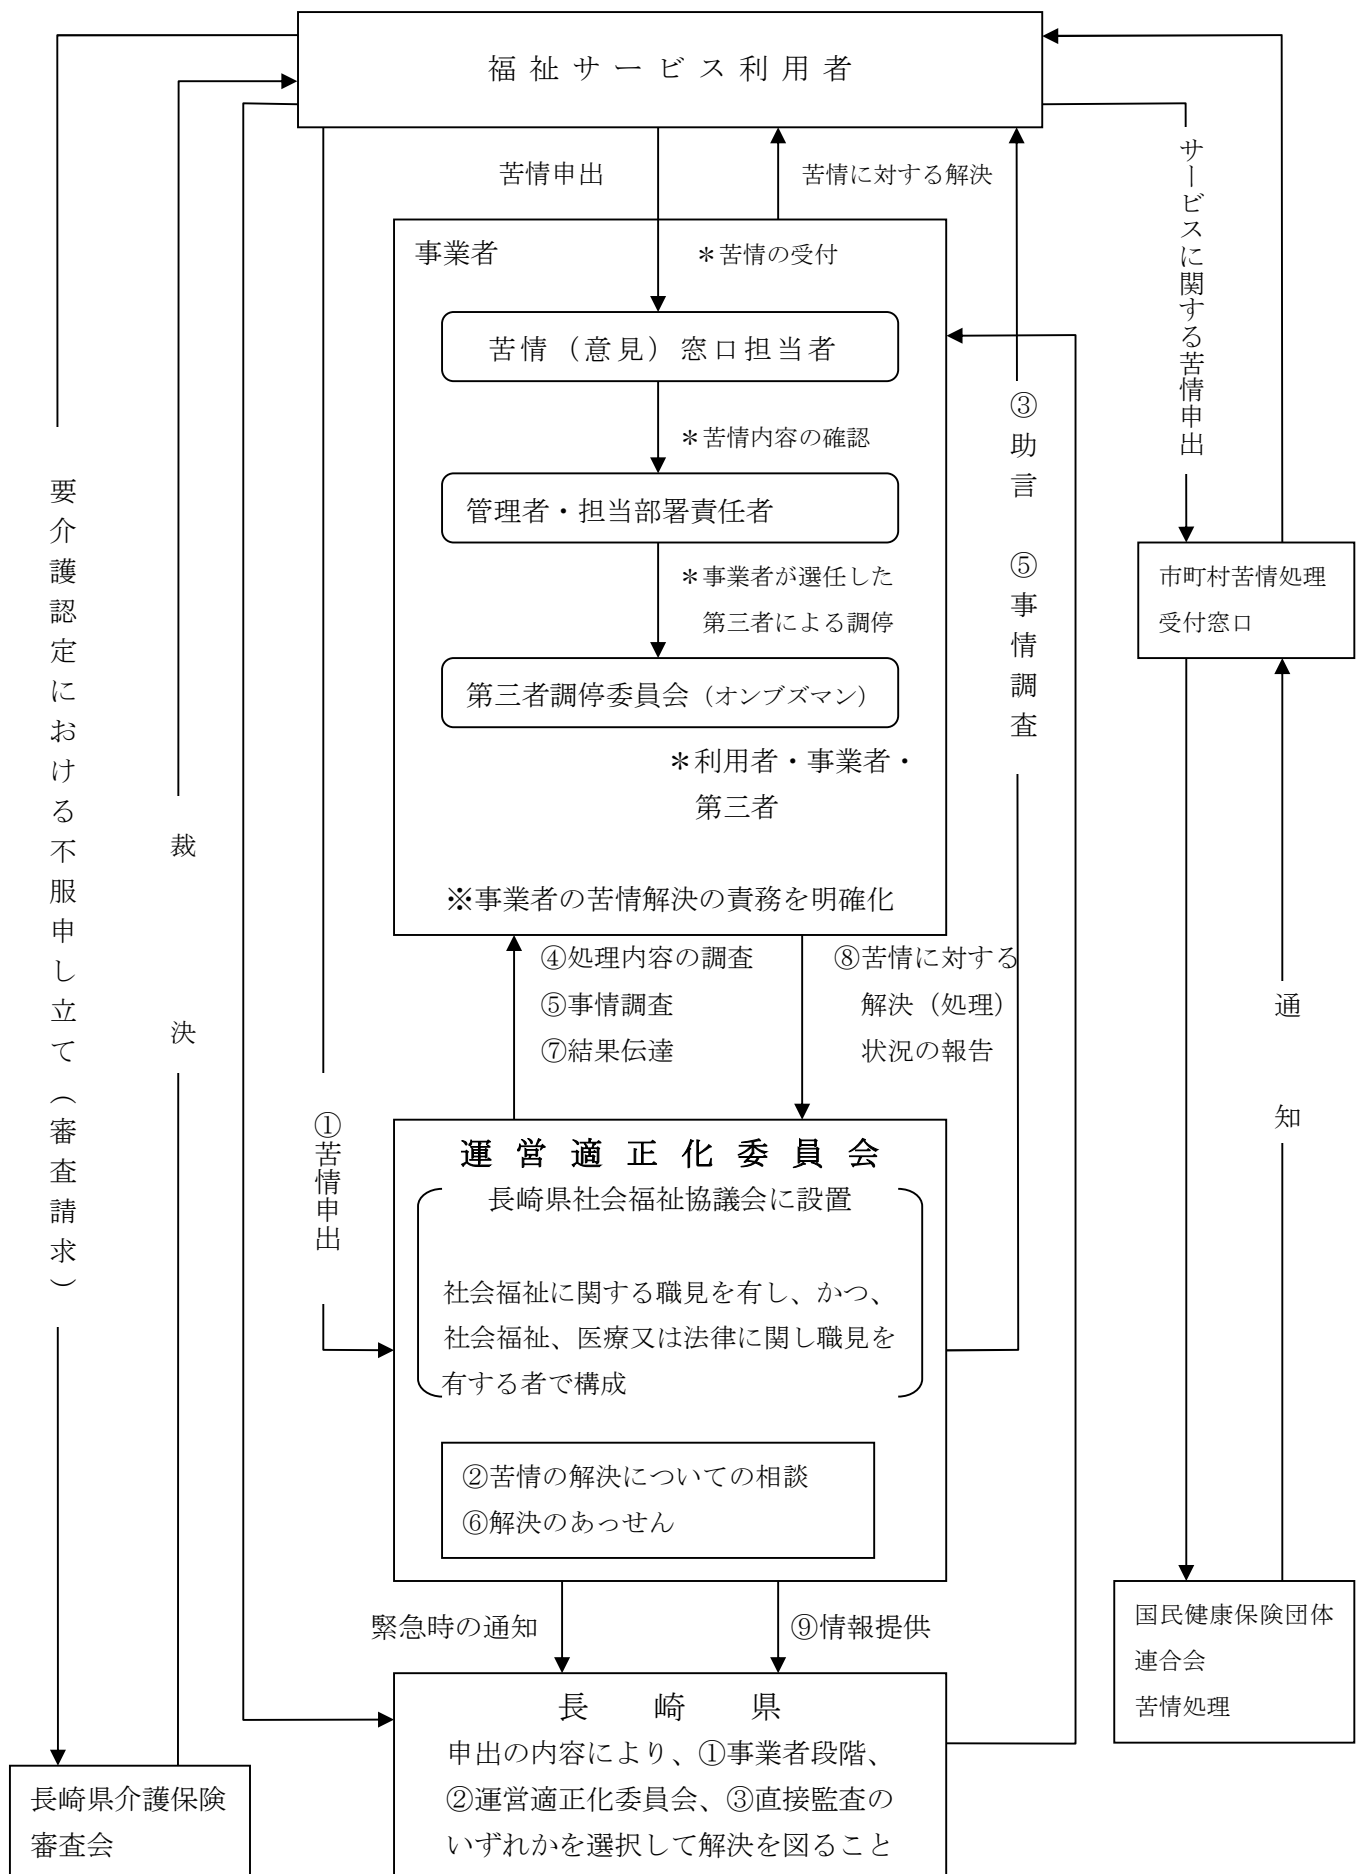 福祉サービス利用者
苦情申出
苦情に対する解決
事業者
＊苦情の受付
苦情（意見）窓口担当者
＊苦情内容の確認
管理者・担当部署責任者
＊事業者が選任した
第三者による調停
第三者調停委員会（オンブズマン）
＊利用者・事業者・
第三者
※事業者の苦情解決の責務を明確化
サービスに関する苦情申出
③助言　⑤事情調査
市町村苦情処理
受付窓口
要介護認定における不服申し立て（審査請求）
裁決
①苦情申出
通知
④処理内容の調査
⑤事情調査
⑦結果伝達
⑧苦情に対する
解決（処理）
状況の報告
運営適正化委員会
長崎県社会福祉協議会に設置
社会福祉に関する職見を有し、かつ、
社会福祉、医療又は法律に関し職見を
有する者で構成
②苦情の解決についての相談
⑥解決のあっせん
緊急時の通知
⑨情報提供
国民健康保険団体
連合会
苦情処理
長崎県
申出の内容により、①事業者段階、
②運営適正化委員会、③直接監査の
いずれかを選択して解決を図ること
長崎県介護保険
審査会